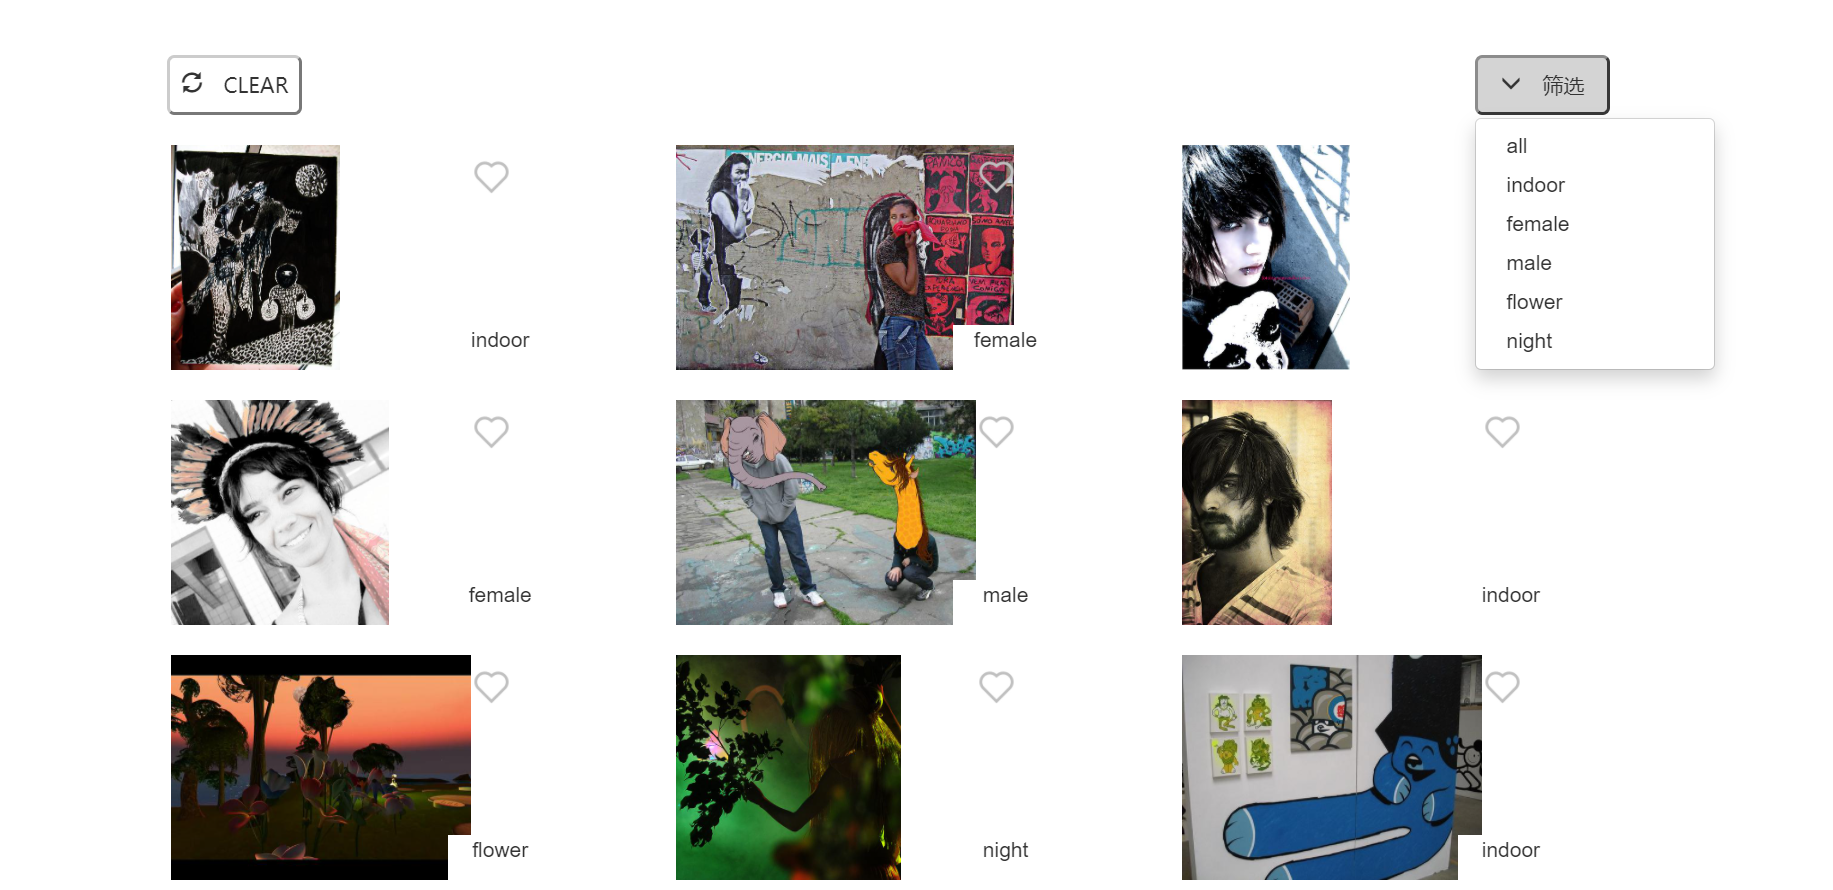 CLEAR
筛选
all
indoor
female
male
flower
night
ENERGIA MAIS
indoor
female
female
male
indoor
flower
night
indoor